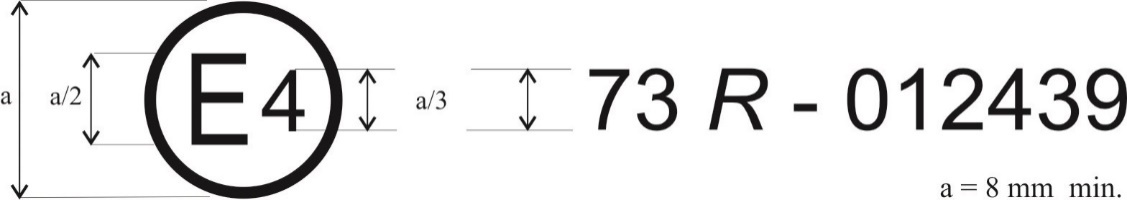 a a/2 E4 a/3 73 R - 012439
a = 8 mm min.